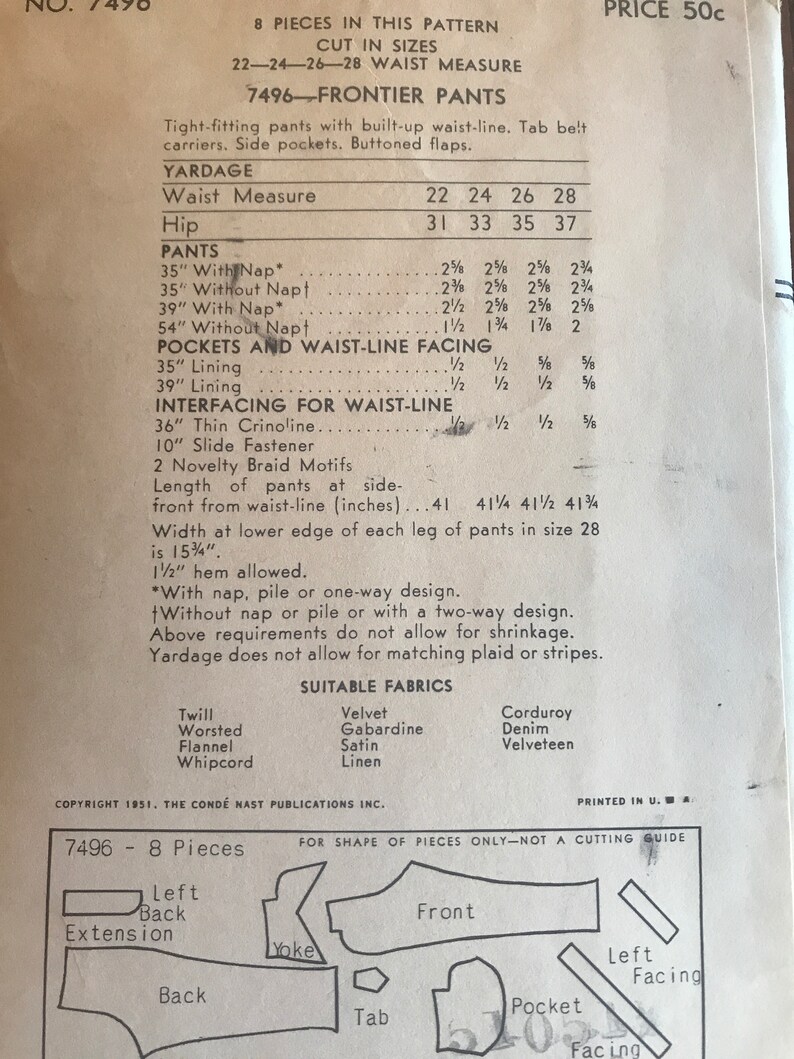 NO. 7496
PRICE 50c
8 PIECES IN THIS PATTERN
CUT IN SIZES
22—24—26—28 WAIST MEASURE
7496—FRONTIER PANTS
Tight-fitting pants with built-up waist-line. Tab belt
carriers. Side pockets. Buttoned flaps.
YARDAGE
Waist Measure 22 24 26 28
Hip 31 33 35 37
PANTS
35" With Nap* ...............2⅝ 2⅝ 2⅝ 2¾
35" Without Nap† ............2⅜ 2⅝ 2⅝ 2¾
39" With Nap* ...............2½ 2⅝ 2⅝ 2⅝
54" Without Nap† ............1½ 1¾ 1⅞ 2
POCKETS AND WAIST-LINE FACING
35" Lining ....................½ ½ ⅝ ⅝
39" Lining ....................½ ½ ½ ⅝
INTERFACING FOR WAIST-LINE
36" Thin Crinoline..............½ ½ ½ ⅝
10" Slide Fastener
2 Novelty Braid Motifs
Length of pants at side-
front from waist-line (inches)...41 41¼ 41½ 41¾
Width at lower edge of each leg of pants in size 28
is 15¾".
1½" hem allowed.
*With nap, pile or one-way design.
†Without nap or pile or with a two-way design.
Above requirements do not allow for shrinkage.
Yardage does not allow for matching plaid or stripes.
SUITABLE FABRICS
Twill Velvet Corduroy
Worsted Gabardine Denim
Flannel Satin Velveteen
Whipcord Linen
COPYRIGHT 1951. THE CONDÉ NAST PUBLICATIONS INC.
PRINTED IN U.
7496 - 8 Pieces
FOR SHAPE OF PIECES ONLY—NOT A CUTTING GUIDE
Left
Back
Extension
Yoke
Front
Left
Facing
Back
Tab
Pocket
Facing